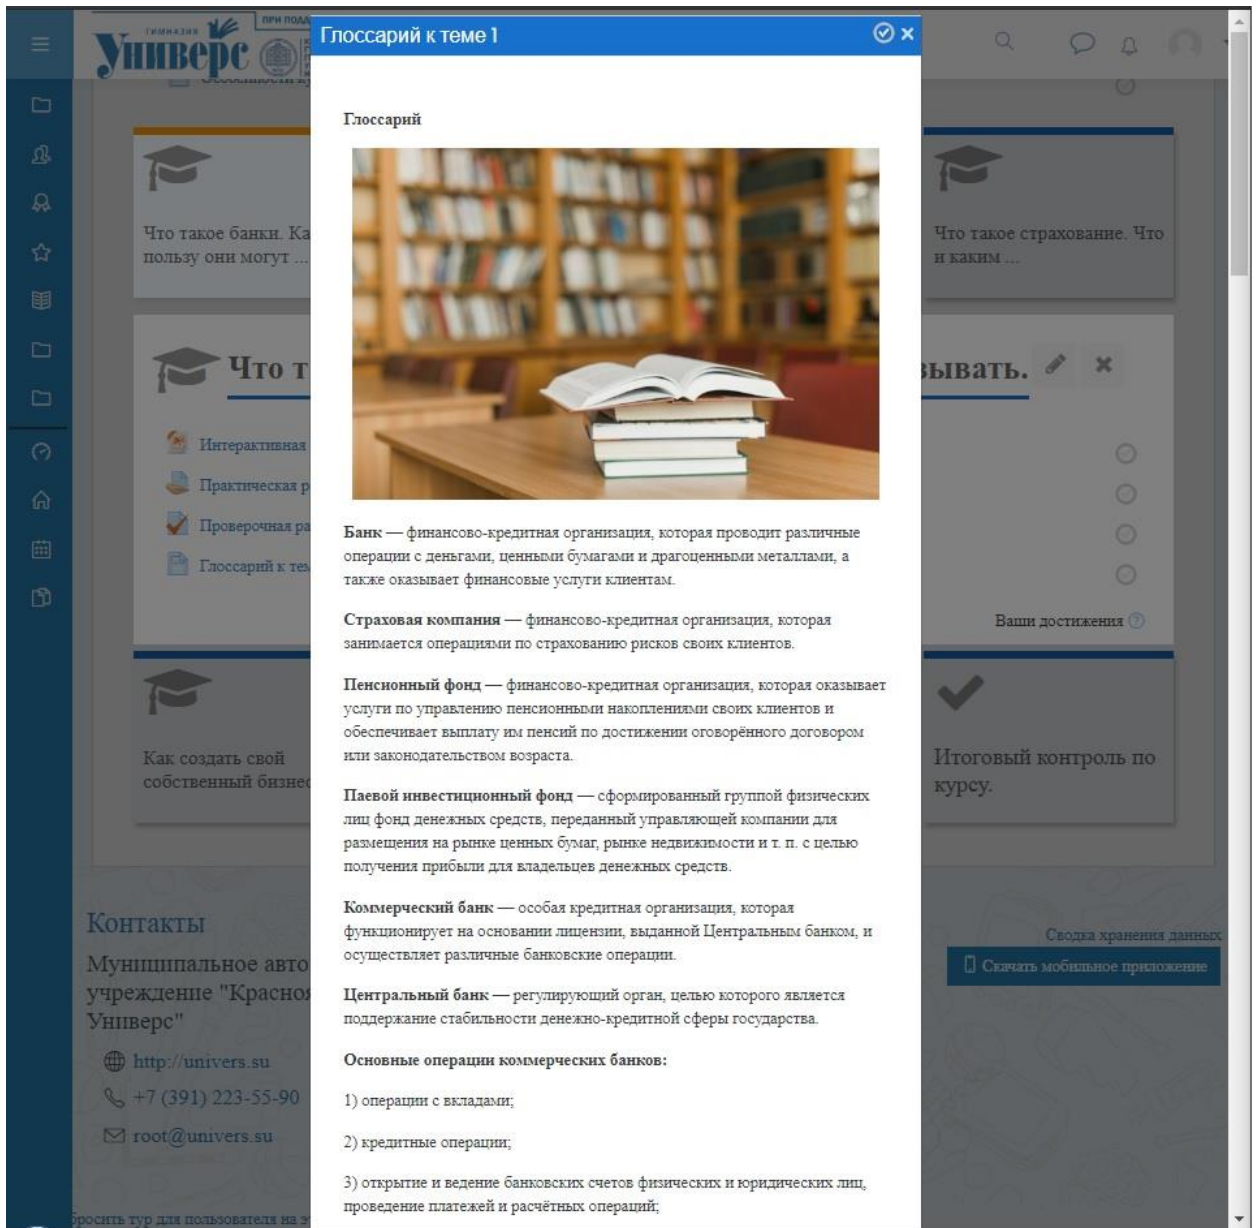 ГИМНАЗИЯ
Универс
ПРИ ПОДД
Глоссарий к теме 1
Глоссарий
Что такое банки. Ка
пользу они могут ...
Что такое страхование. Что
и каким ...
Что т
ывать.
Интерактивная
Практическая р
Проверочная ра
Глоссарий к тем
Ваши достижения
Как создать свой
собственный бизнес
Итоговый контроль по
курсу.
Банк — финансово-кредитная организация, которая проводит различные
операции с деньгами, ценными бумагами и драгоценными металлами, а
также оказывает финансовые услуги клиентам.
Страховая компания — финансово-кредитная организация, которая
занимается операциями по страхованию рисков своих клиентов.
Пенсионный фонд — финансово-кредитная организация, которая оказывает
услуги по управлению пенсионными накоплениями своих клиентов и
обеспечивает выплату им пенсий по достижении оговорённого договором
или законодательством возраста.
Паевой инвестиционный фонд — сформированный группой физических
лиц фонд денежных средств, переданный управляющей компании для
размещения на рынке ценных бумаг, рынке недвижимости и т. п. с целью
получения прибыли для владельцев денежных средств.
Коммерческий банк — особая кредитная организация, которая
функционирует на основании лицензии, выданной Центральным банком, и
осуществляет различные банковские операции.
Центральный банк — регулирующий орган, целью которого является
поддержание стабильности денежно-кредитной сферы государства.
Основные операции коммерческих банков:
1) операции с вкладами;
2) кредитные операции;
3) открытие и ведение банковских счетов физических и юридических лиц,
проведение платежей и расчётных операций;
Контакты
Муниципальное авто
учреждение "Красноя
Универс"
http://univers.su
+7 (391) 223-55-90
root@univers.su
Сводка хранения данных
Скачать мобильное приложение
бросить тур для пользователя на э